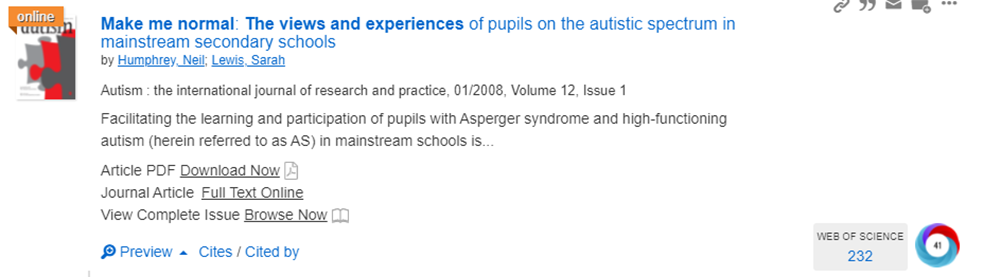 online
autism
Make me normal: The views and experiences of pupils on the autistic spectrum in
mainstream secondary schools
by Humphrey, Neil; Lewis, Sarah
Autism : the international journal of research and practice, 01/2008, Volume 12, Issue 1
Facilitating the learning and participation of pupils with Asperger syndrome and high-functioning
autism (herein referred to as AS) in mainstream schools is...
Article PDF Download Now
Journal Article Full Text Online
View Complete Issue Browse Now
Preview Cites / Cited by
WEB OF SCIENCE
232
41